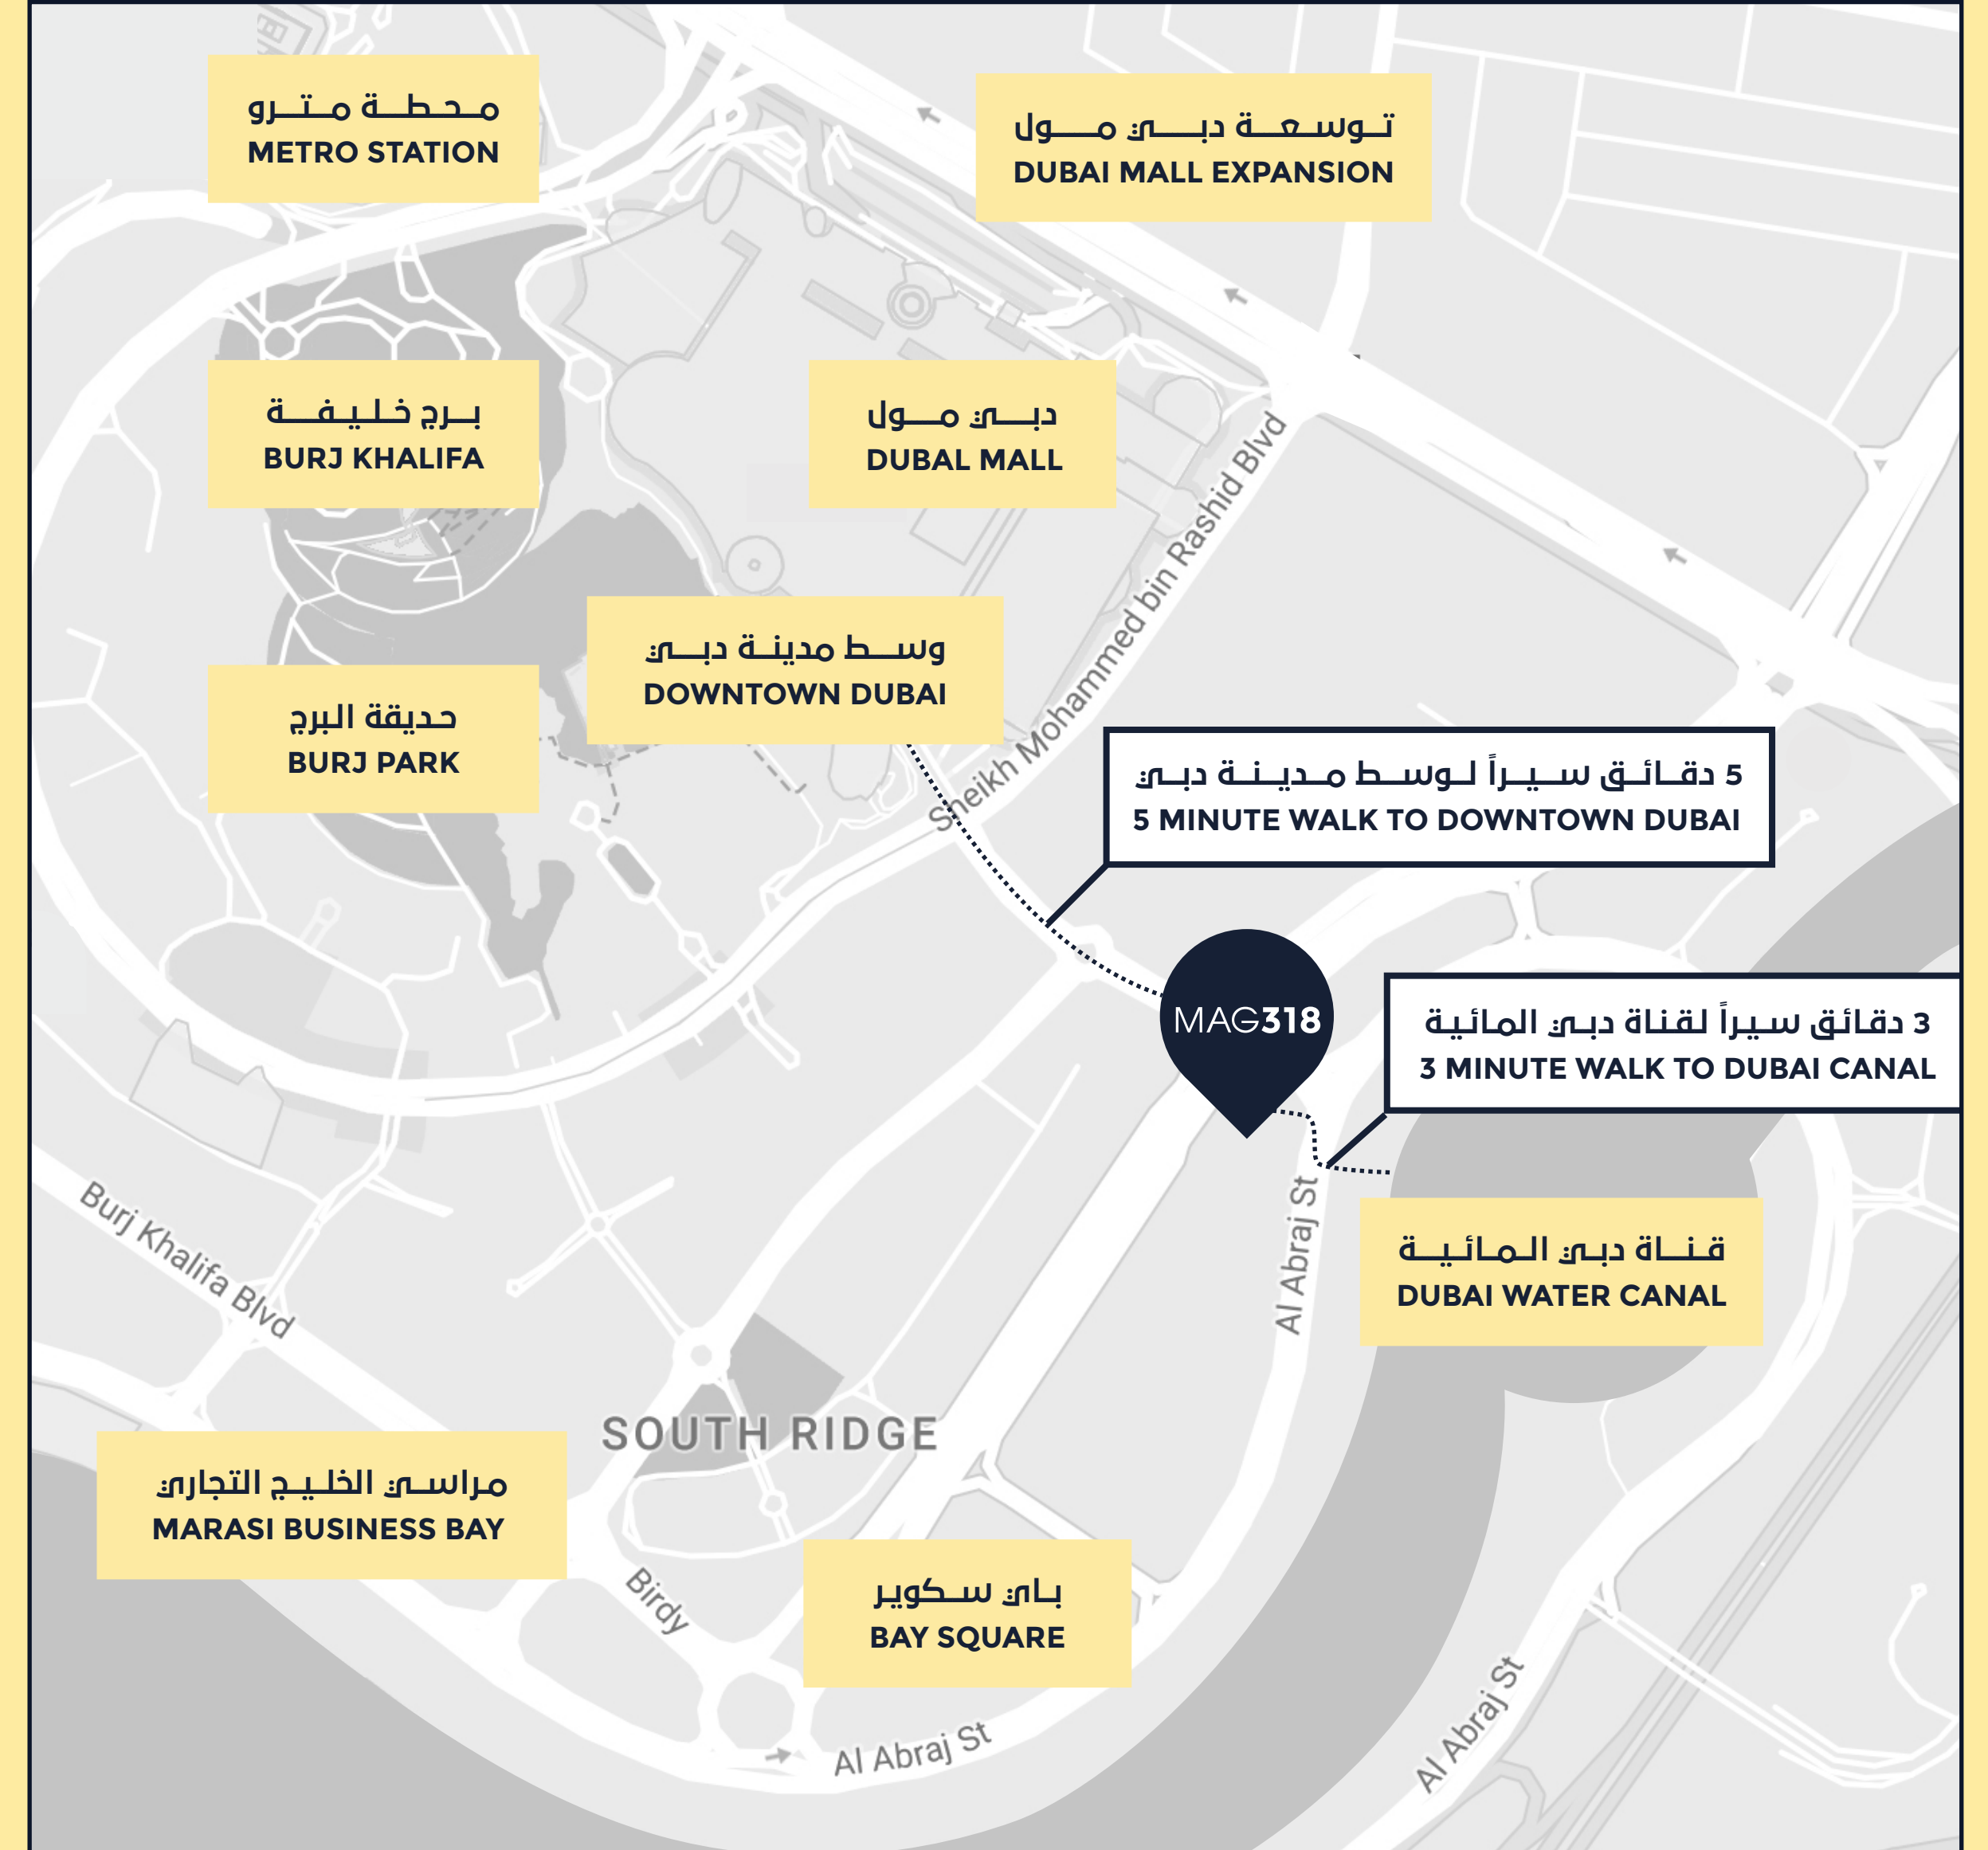 محطة مترو
METRO STATION
توسعة دبي مول
DUBAI MALL EXPANSION
برج خليفة
BURJ KHALIFA
دبي مول
DUBAL MALL
Sheikh Mohammed bin Rashid Blvd
وسط مدينة دبي
DOWNTOWN DUBAI
حديقة البرج
BURJ PARK
5 دقائق سيراً لوسط مدينة دبي
5 MINUTE WALK TO DOWNTOWN DUBAI
MAG318
3 دقائق سيراً لقناة دبي المائية
3 MINUTE WALK TO DUBAI CANAL
Burj Khalifa Blvd
Al Abraj St
قناة دبي المائية
DUBAI WATER CANAL
SOUTH RIDGE
مراسي الخليج التجاري
MARASI BUSINESS BAY
Birdy
باي سكوير
BAY SQUARE
Al Abraj St
Al Abraj St